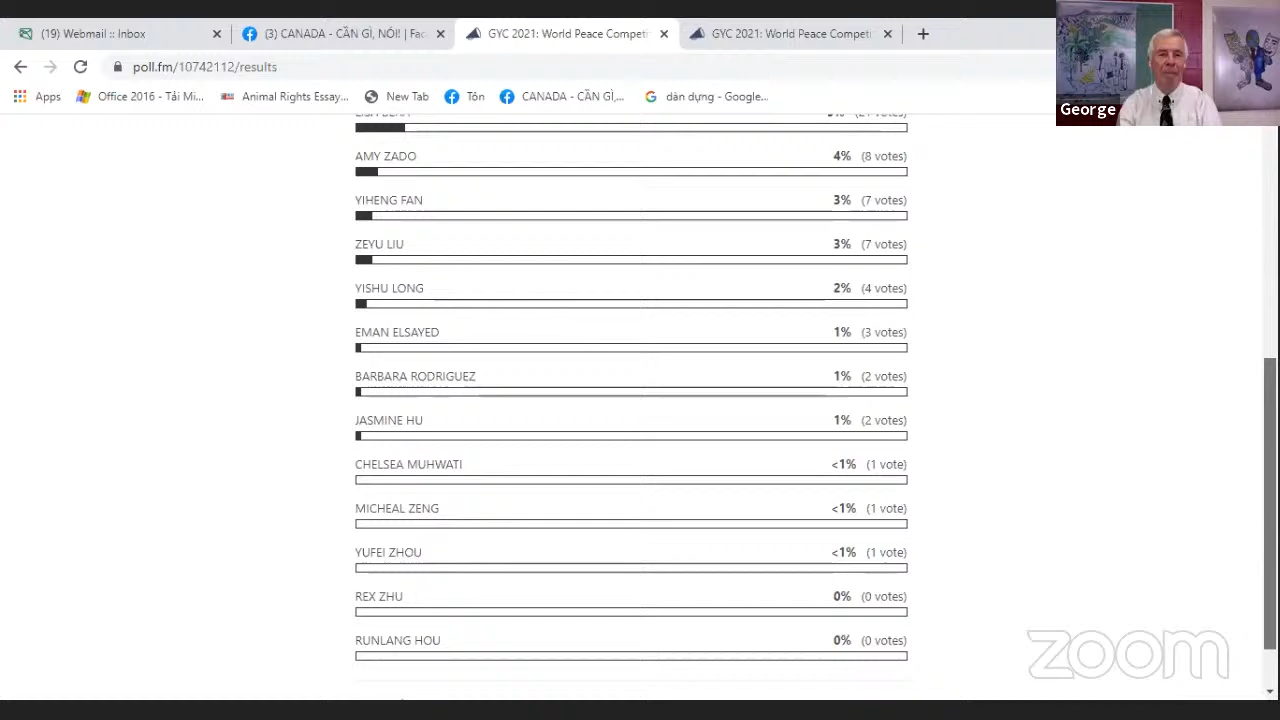 (19) Webmail :: Inbox
(3) CANADA - CẦN GÌ, NÓI! | Fac
GYC 2021: World Peace Competi
GYC 2021: World Peace Competi
poll.fm/10742112/results
Apps
Office 2016 - Tải Mi...
Animal Rights Essay...
New Tab
Tôn
CANADA - CẦN GÌ,...
dàn dựng - Google...
George
AMY ZADO 4% (8 votes)
YIHENG FAN 3% (7 votes)
ZEYU LIU 3% (7 votes)
YISHU LONG 2% (4 votes)
EMAN ELSAYED 1% (3 votes)
BARBARA RODRIGUEZ 1% (2 votes)
JASMINE HU 1% (2 votes)
CHELSEA MUHWATI <1% (1 vote)
MICHEAL ZENG <1% (1 vote)
YUFEI ZHOU <1% (1 vote)
REX ZHU 0% (0 votes)
RUNLANG HOU 0% (0 votes)
zoom